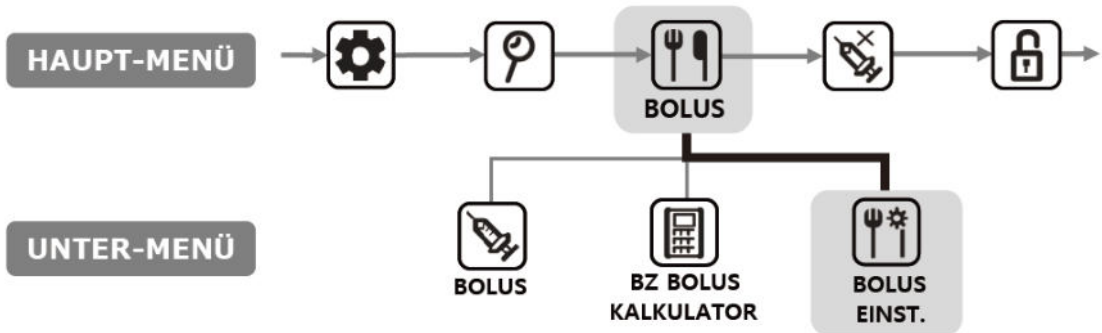 HAUPT-MENÜ
BOLUS
UNTER-MENÜ
BOLUS
BZ BOLUS
KALKULATOR
BOLUS
EINST.